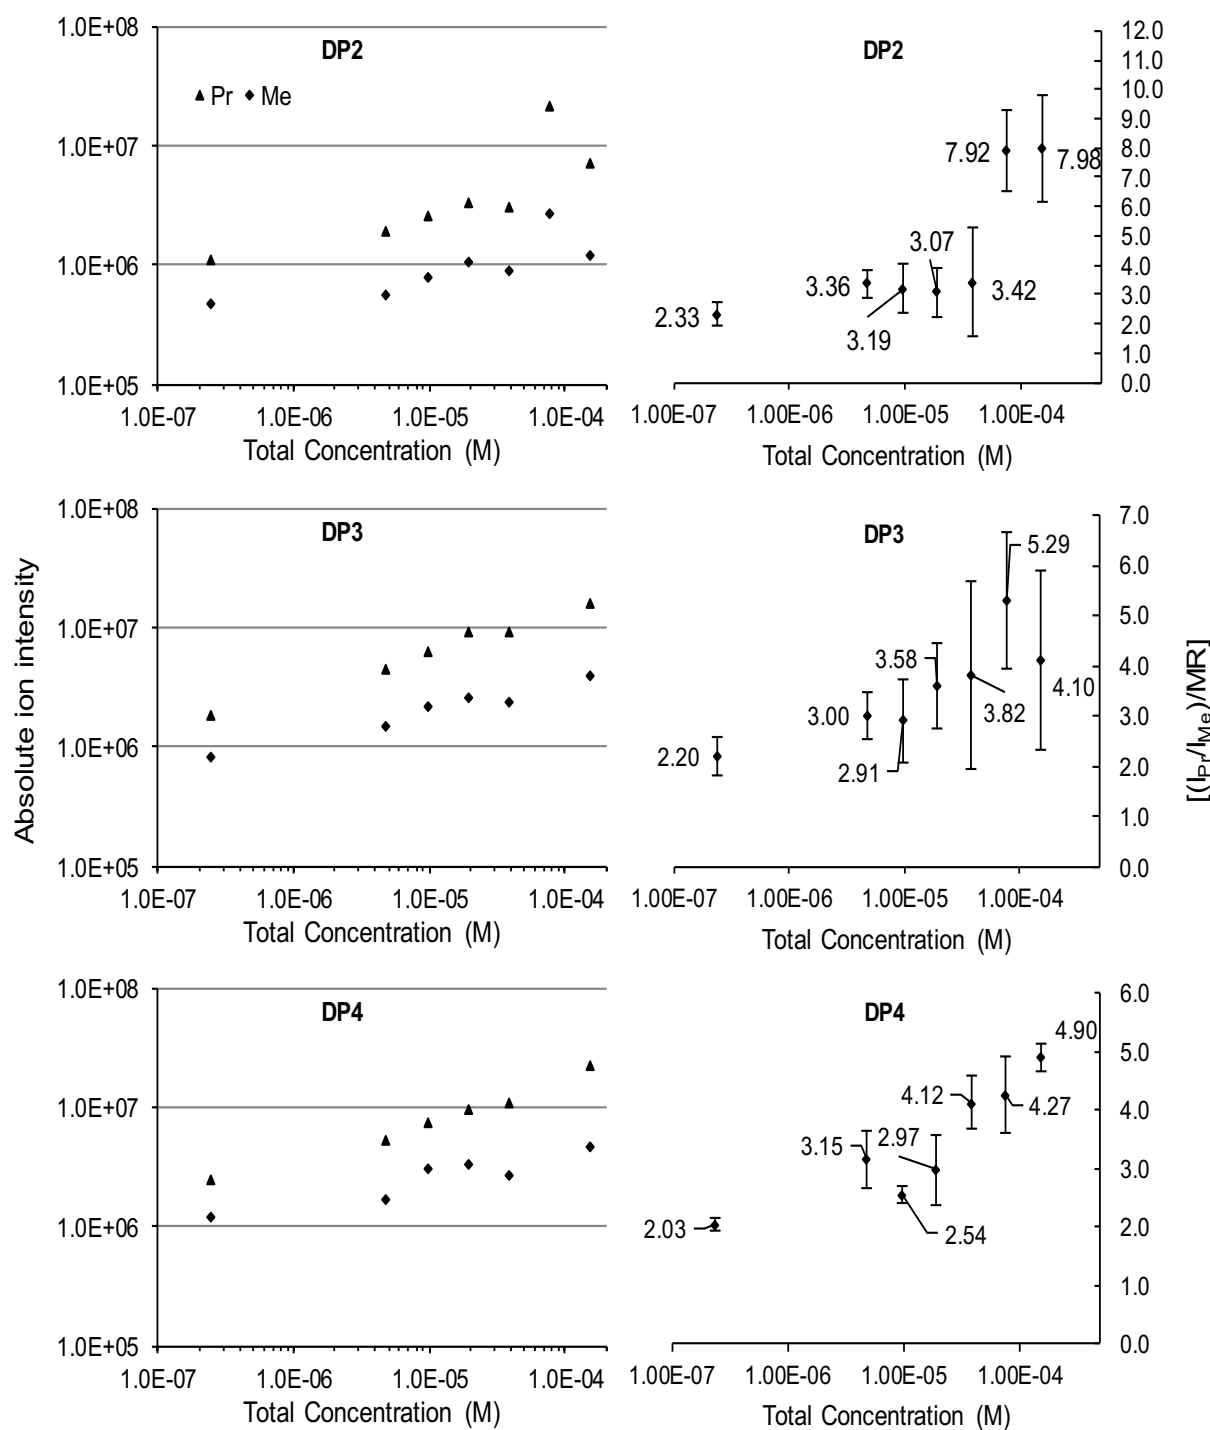 1.0E+08
DP2
Pr Me
1.0E+07
1.0E+06
1.0E+05
1.0E-07 1.0E-06 1.0E-05 1.0E-04
Total Concentration (M)
DP2
12.0
11.0
10.0
9.0
8.0
7.0
6.0
5.0
4.0
3.0
2.0
1.0
0.0
7.92
7.98
3.07
3.36
3.42
3.19
2.33
1.00E-07 1.00E-06 1.00E-05 1.00E-04
Total Concentration (M)
Absolute ion intensity
1.0E+08
DP3
1.0E+07
1.0E+06
1.0E+05
1.0E-07 1.0E-06 1.0E-05 1.0E-04
Total Concentration (M)
DP3
7.0
6.0
5.0
4.0
3.0
2.0
1.0
0.0
5.29
3.58
4.10
3.00
3.82
2.91
2.20
1.00E-07 1.00E-06 1.00E-05 1.00E-04
Total Concentration (M)
[(IPr/IMe)/MR]
1.0E+08
DP4
1.0E+07
1.0E+06
1.0E+05
1.0E-07 1.0E-06 1.0E-05 1.0E-04
Total Concentration (M)
DP4
6.0
5.0
4.0
3.0
2.0
1.0
0.0
4.90
4.12
4.27
3.15
2.97
2.54
2.03
1.00E-07 1.00E-06 1.00E-05 1.00E-04
Total Concentration (M)